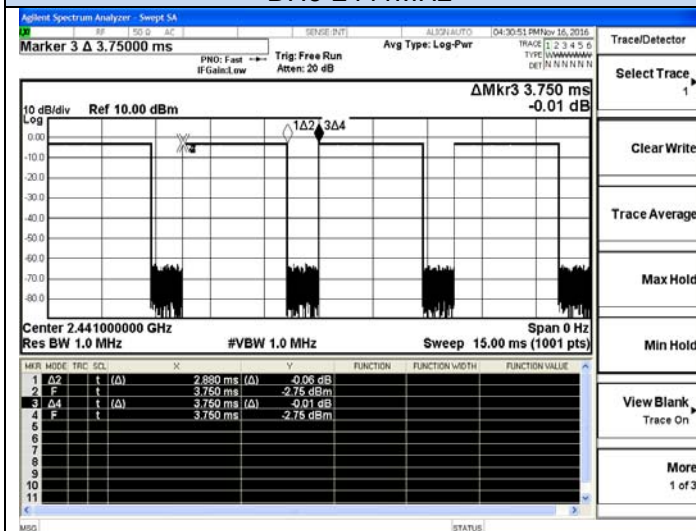 Agilent Spectrum Analyzer - Swept SA
RF 50 Ω AC SENSE:INT ALIGN AUTO 04:30:51 PM Nov 16, 2016
Marker 3 Δ 3.75000 ms
PNO: Fast
IFGain:Low
Trig: Free Run
Atten: 20 dB
Avg Type: Log-Pwr
TRACE 1 2 3 4 5 6
TYPE
DET N N N N N N
Trace/Detector
Select Trace
1
Clear Write
Trace Average
Max Hold
Min Hold
View Blank
Trace On
More
1 of 3
ΔMkr3 3.750 ms
-0.01 dB
10 dB/div Ref 10.00 dBm
Log
0.00
-10.0
-20.0
-30.0
-40.0
-50.0
-60.0
-70.0
-80.0
1Δ2 3Δ4
Center 2.441000000 GHz Span 0 Hz
Res BW 1.0 MHz #VBW 1.0 MHz Sweep 15.00 ms (1001 pts)
MKR MODE TRC SCL X Y FUNCTION FUNCTION WIDTH FUNCTION VALUE
1 Δ2 t (Δ) 2.880 ms (Δ) -0.06 dB
2 F t 3.750 ms -2.75 dBm
3 Δ4 t (Δ) 3.750 ms (Δ) -0.01 dB
4 F t 3.750 ms -2.75 dBm
5
6
7
8
9
10
11
MSG STATUS